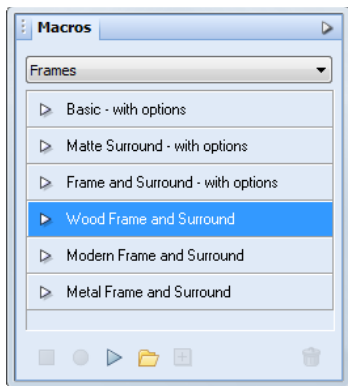 Macros
Frames
Basic - with options
Matte Surround - with options
Frame and Surround - with options
Wood Frame and Surround
Modern Frame and Surround
Metal Frame and Surround